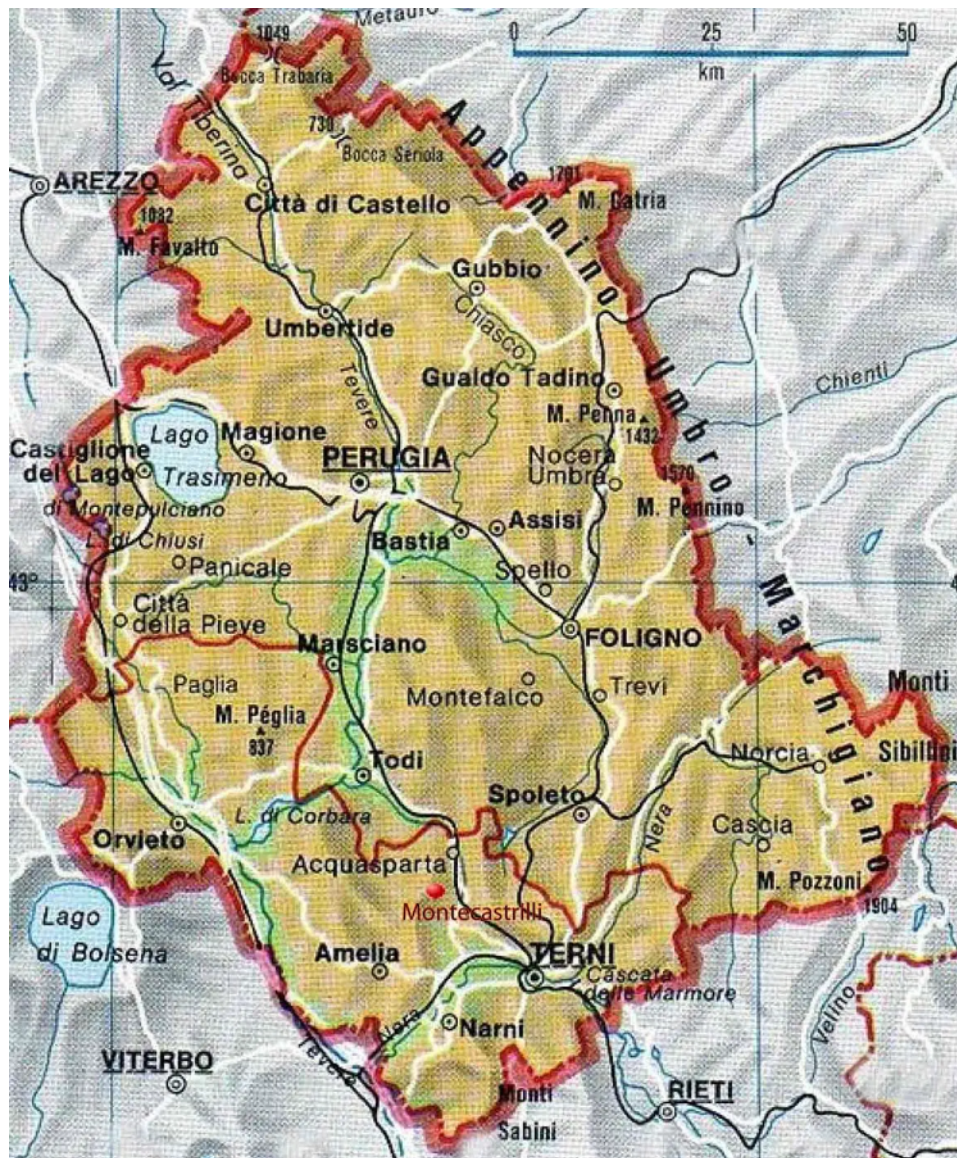 Metauro
1049
Bocca Trabaria
0
25
50
km
Val Tiberina
730
Bocca Seriola
Appennino Umbro - Marchigiano
AREZZO
Città di Castello
1701
M. Catria
1082
M. Favalto
Gubbio
Umbertide
Chiasco
Tevere
Gualdo Tadino
Chienti
M. Penna
1432
Lago
Trasimeno
Magione
Castiglione
del Lago
PERUGIA
Nocera
Umbra
1570
M. Pennino
di Montepulciano
L. di Chiusi
Assisi
Bastia
Panicale
Spello
43°
4
Città
della Pieve
FOLIGNO
Marsciano
Paglia
Montefalco
Trevi
Monti
Sibillini
M. Péglia
837
Todi
Norcia
Spoleto
Nera
L. di Corbara
Orvieto
Cascia
Acquasparta
M. Pozzoni
1904
Montecastrilli
Lago
di Bolsena
Amelia
TERNI
Cascata
delle Marmore
Velino
Nera
Narni
Tevere
VITERBO
RIETI
Monti
Sabini